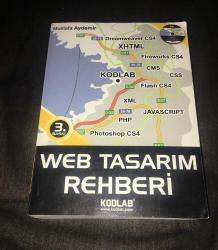 Mustafa Aydemir
Dreamweaver CS4
XHTML
Fireworks CS4
CMS
KODLAB
CSS
Flash CS4
XML
JAVASCRIPT
PHP
3.
Photoshop CS4
WEB TASARIM
REHBERİ
KODLAB